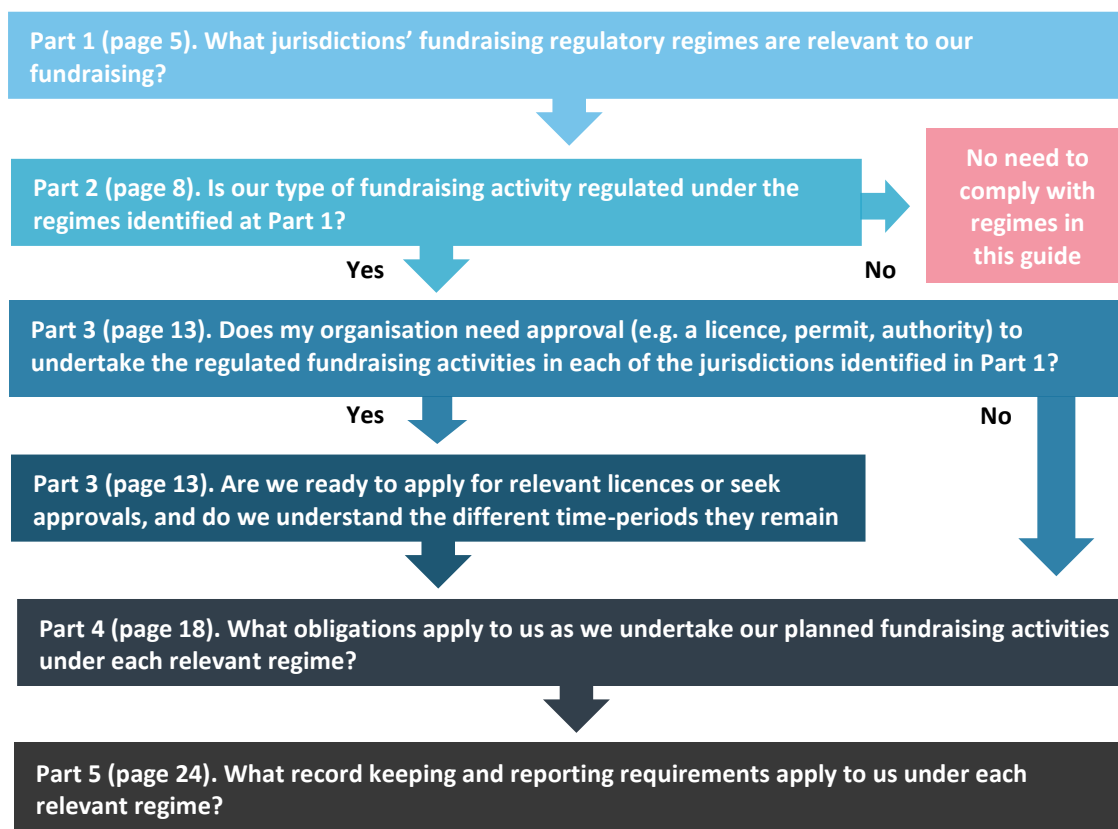 Part 1 (page 5). What jurisdictions’ fundraising regulatory regimes are relevant to our
fundraising?
Part 2 (page 8). Is our type of fundraising activity regulated under the
regimes identified at Part 1?
No need to
comply with
regimes in
this guide
Yes
No
Part 3 (page 13). Does my organisation need approval (e.g. a licence, permit, authority) to
undertake the regulated fundraising activities in each of the jurisdictions identified in Part 1?
Yes
No
Part 3 (page 13). Are we ready to apply for relevant licences or seek
approvals, and do we understand the different time-periods they remain
Part 4 (page 18). What obligations apply to us as we undertake our planned fundraising activities
under each relevant regime?
Part 5 (page 24). What record keeping and reporting requirements apply to us under each
relevant regime?